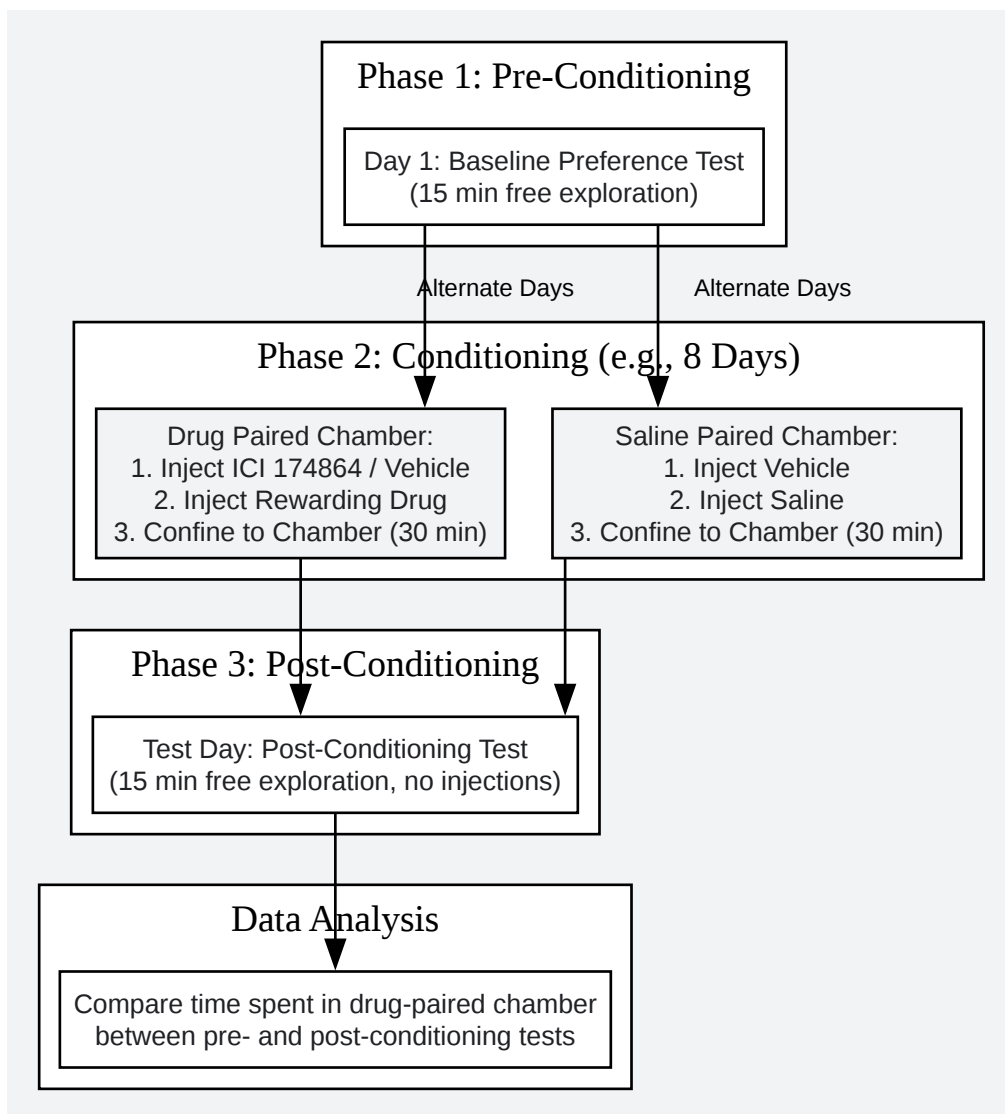 Phase 1: Pre-Conditioning
Day 1: Baseline Preference Test
(15 min free exploration)
Alternate Days
Alternate Days
Phase 2: Conditioning (e.g., 8 Days)
Drug Paired Chamber:
1. Inject ICI 174864 / Vehicle
2. Inject Rewarding Drug
3. Confine to Chamber (30 min)
Saline Paired Chamber:
1. Inject Vehicle
2. Inject Saline
3. Confine to Chamber (30 min)
Phase 3: Post-Conditioning
Test Day: Post-Conditioning Test
(15 min free exploration, no injections)
Data Analysis
Compare time spent in drug-paired chamber
between pre- and post-conditioning tests